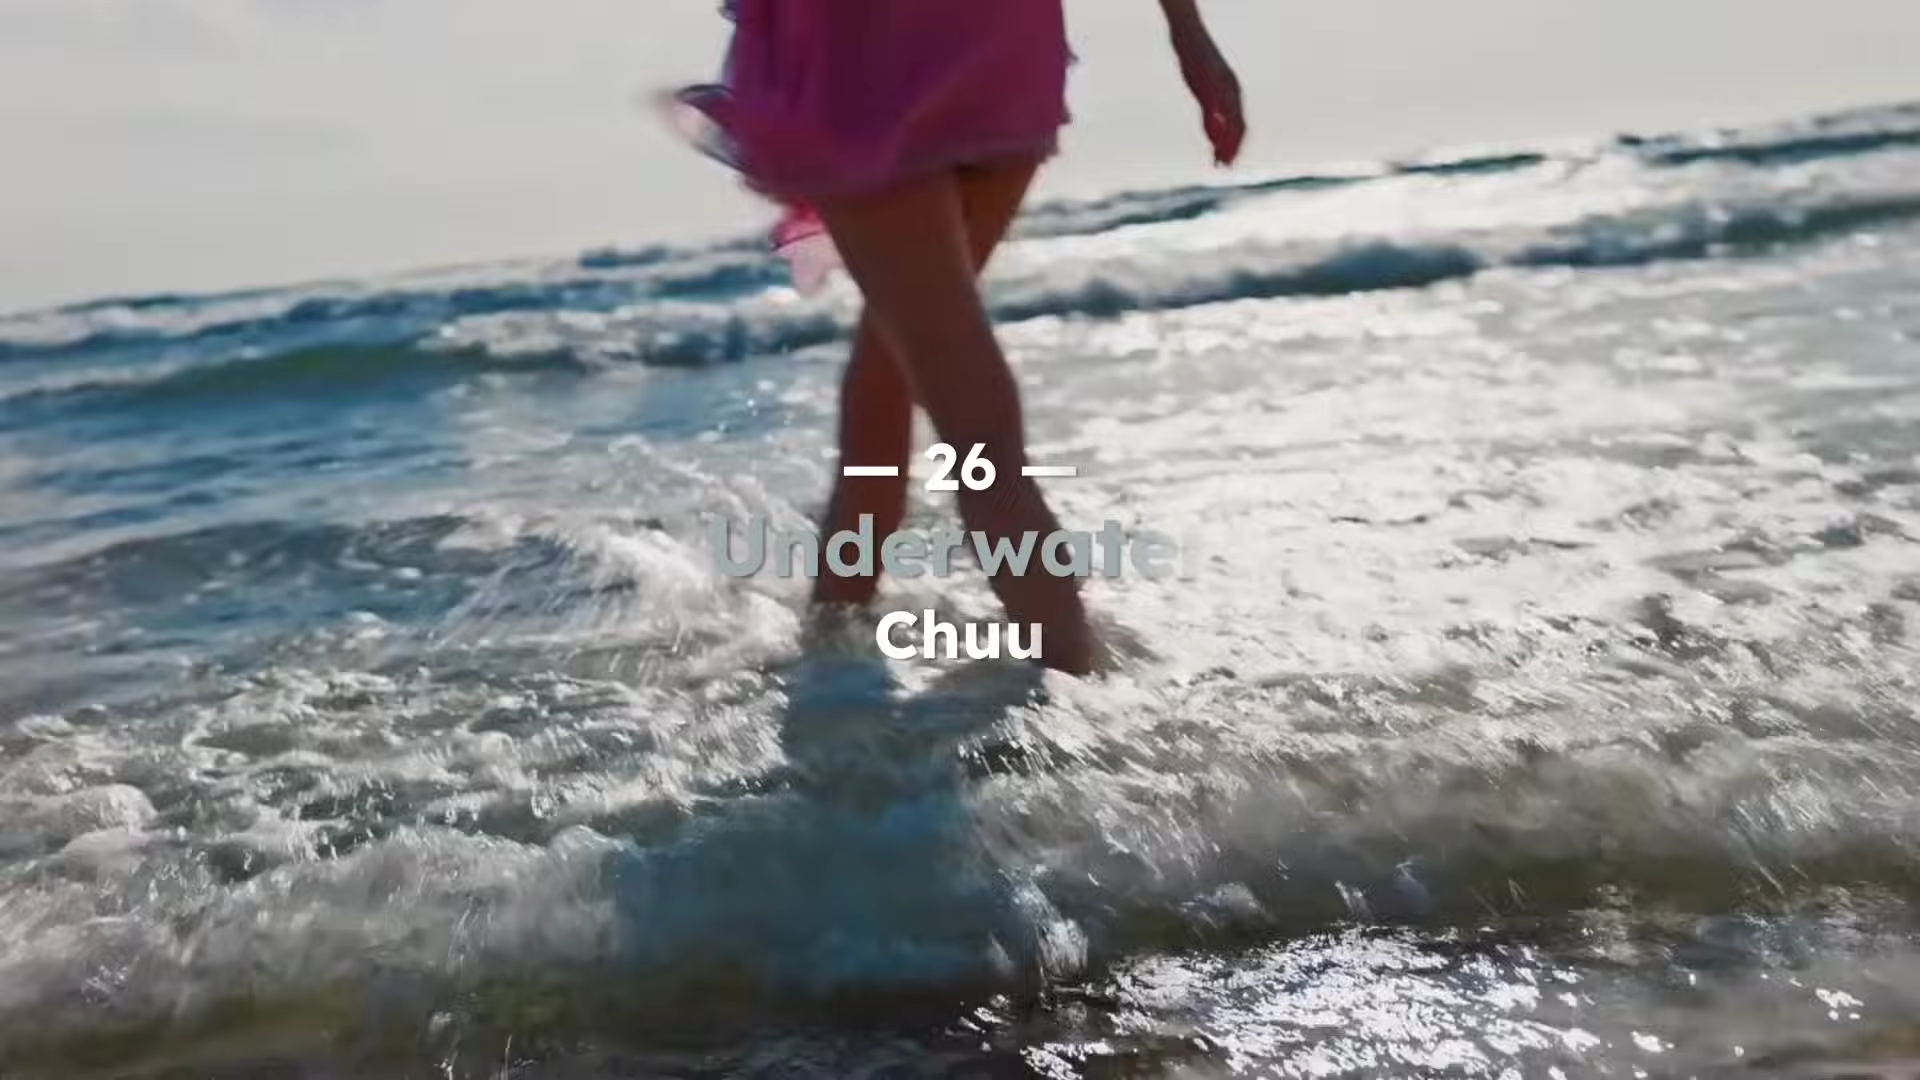 — 26 —
Underwater
Chuu